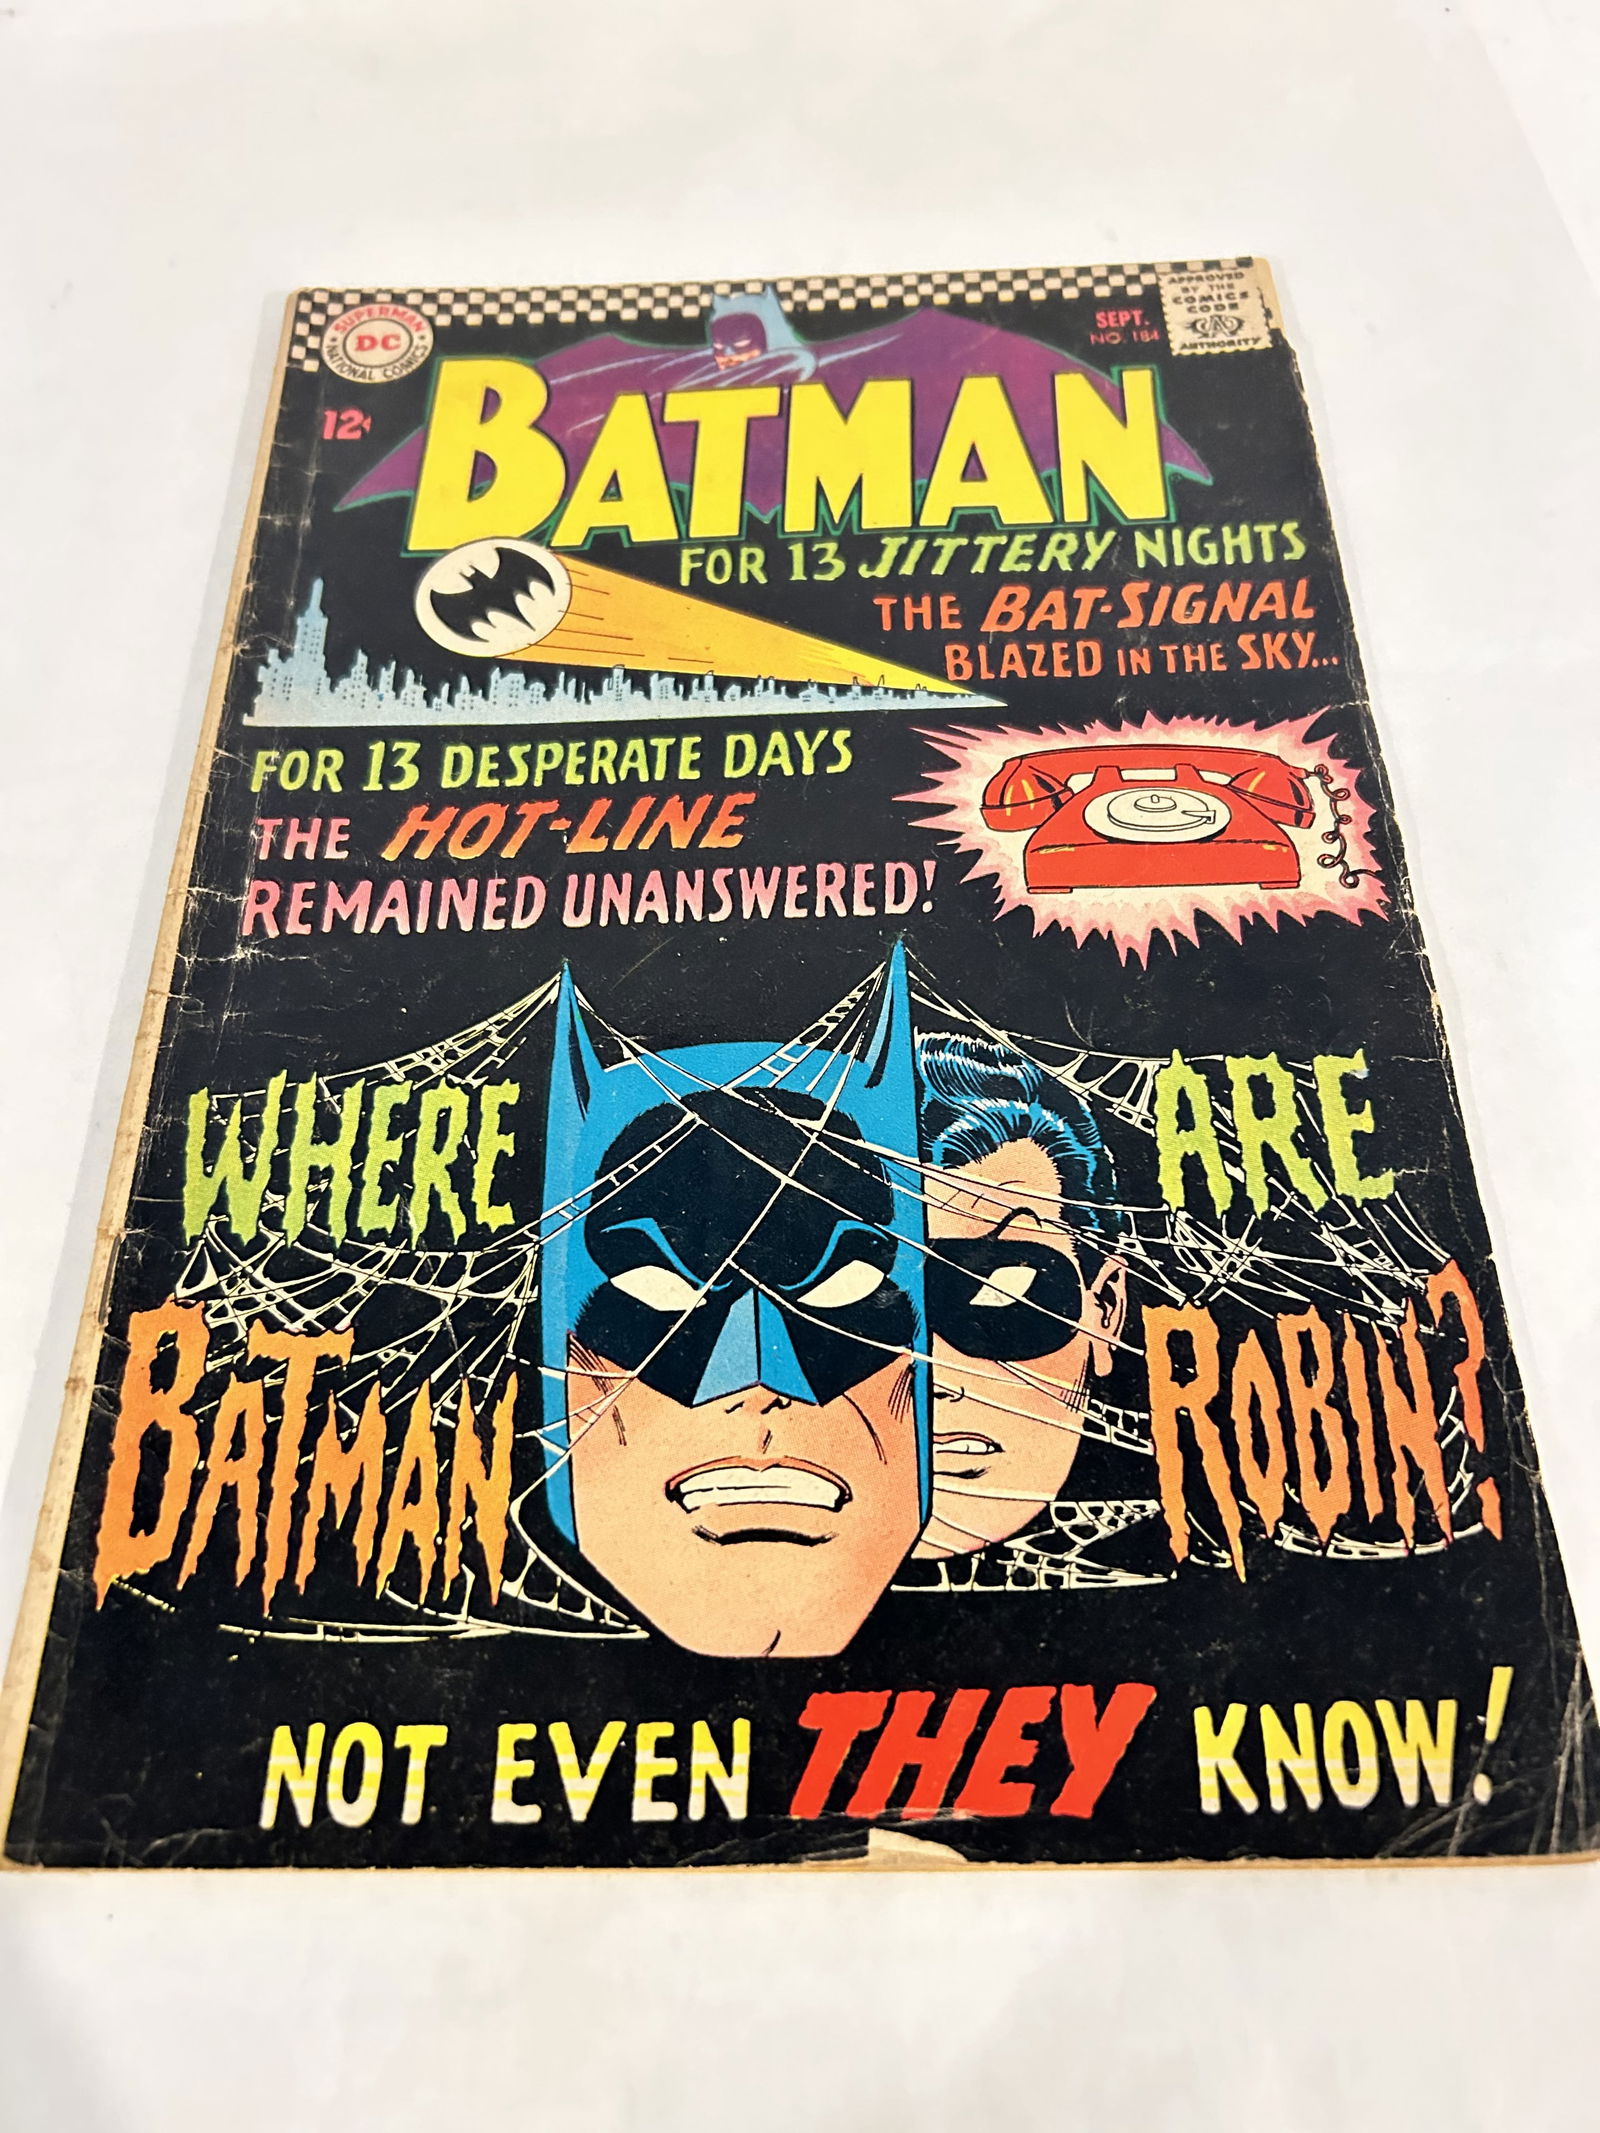 SUPERMAN
DC
NATIONAL COMICS
12¢
SEPT.
NO. 184
APPROVED
BY THE
COMICS
CODE
AUTHORITY
BATMAN
FOR 13 JITTERY NIGHTS
THE BAT-SIGNAL
BLAZED IN THE SKY...
FOR 13 DESPERATE DAYS
THE HOT-LINE
REMAINED UNANSWERED!
WHERE ARE
BATMAN ROBIN?
NOT EVEN THEY KNOW!